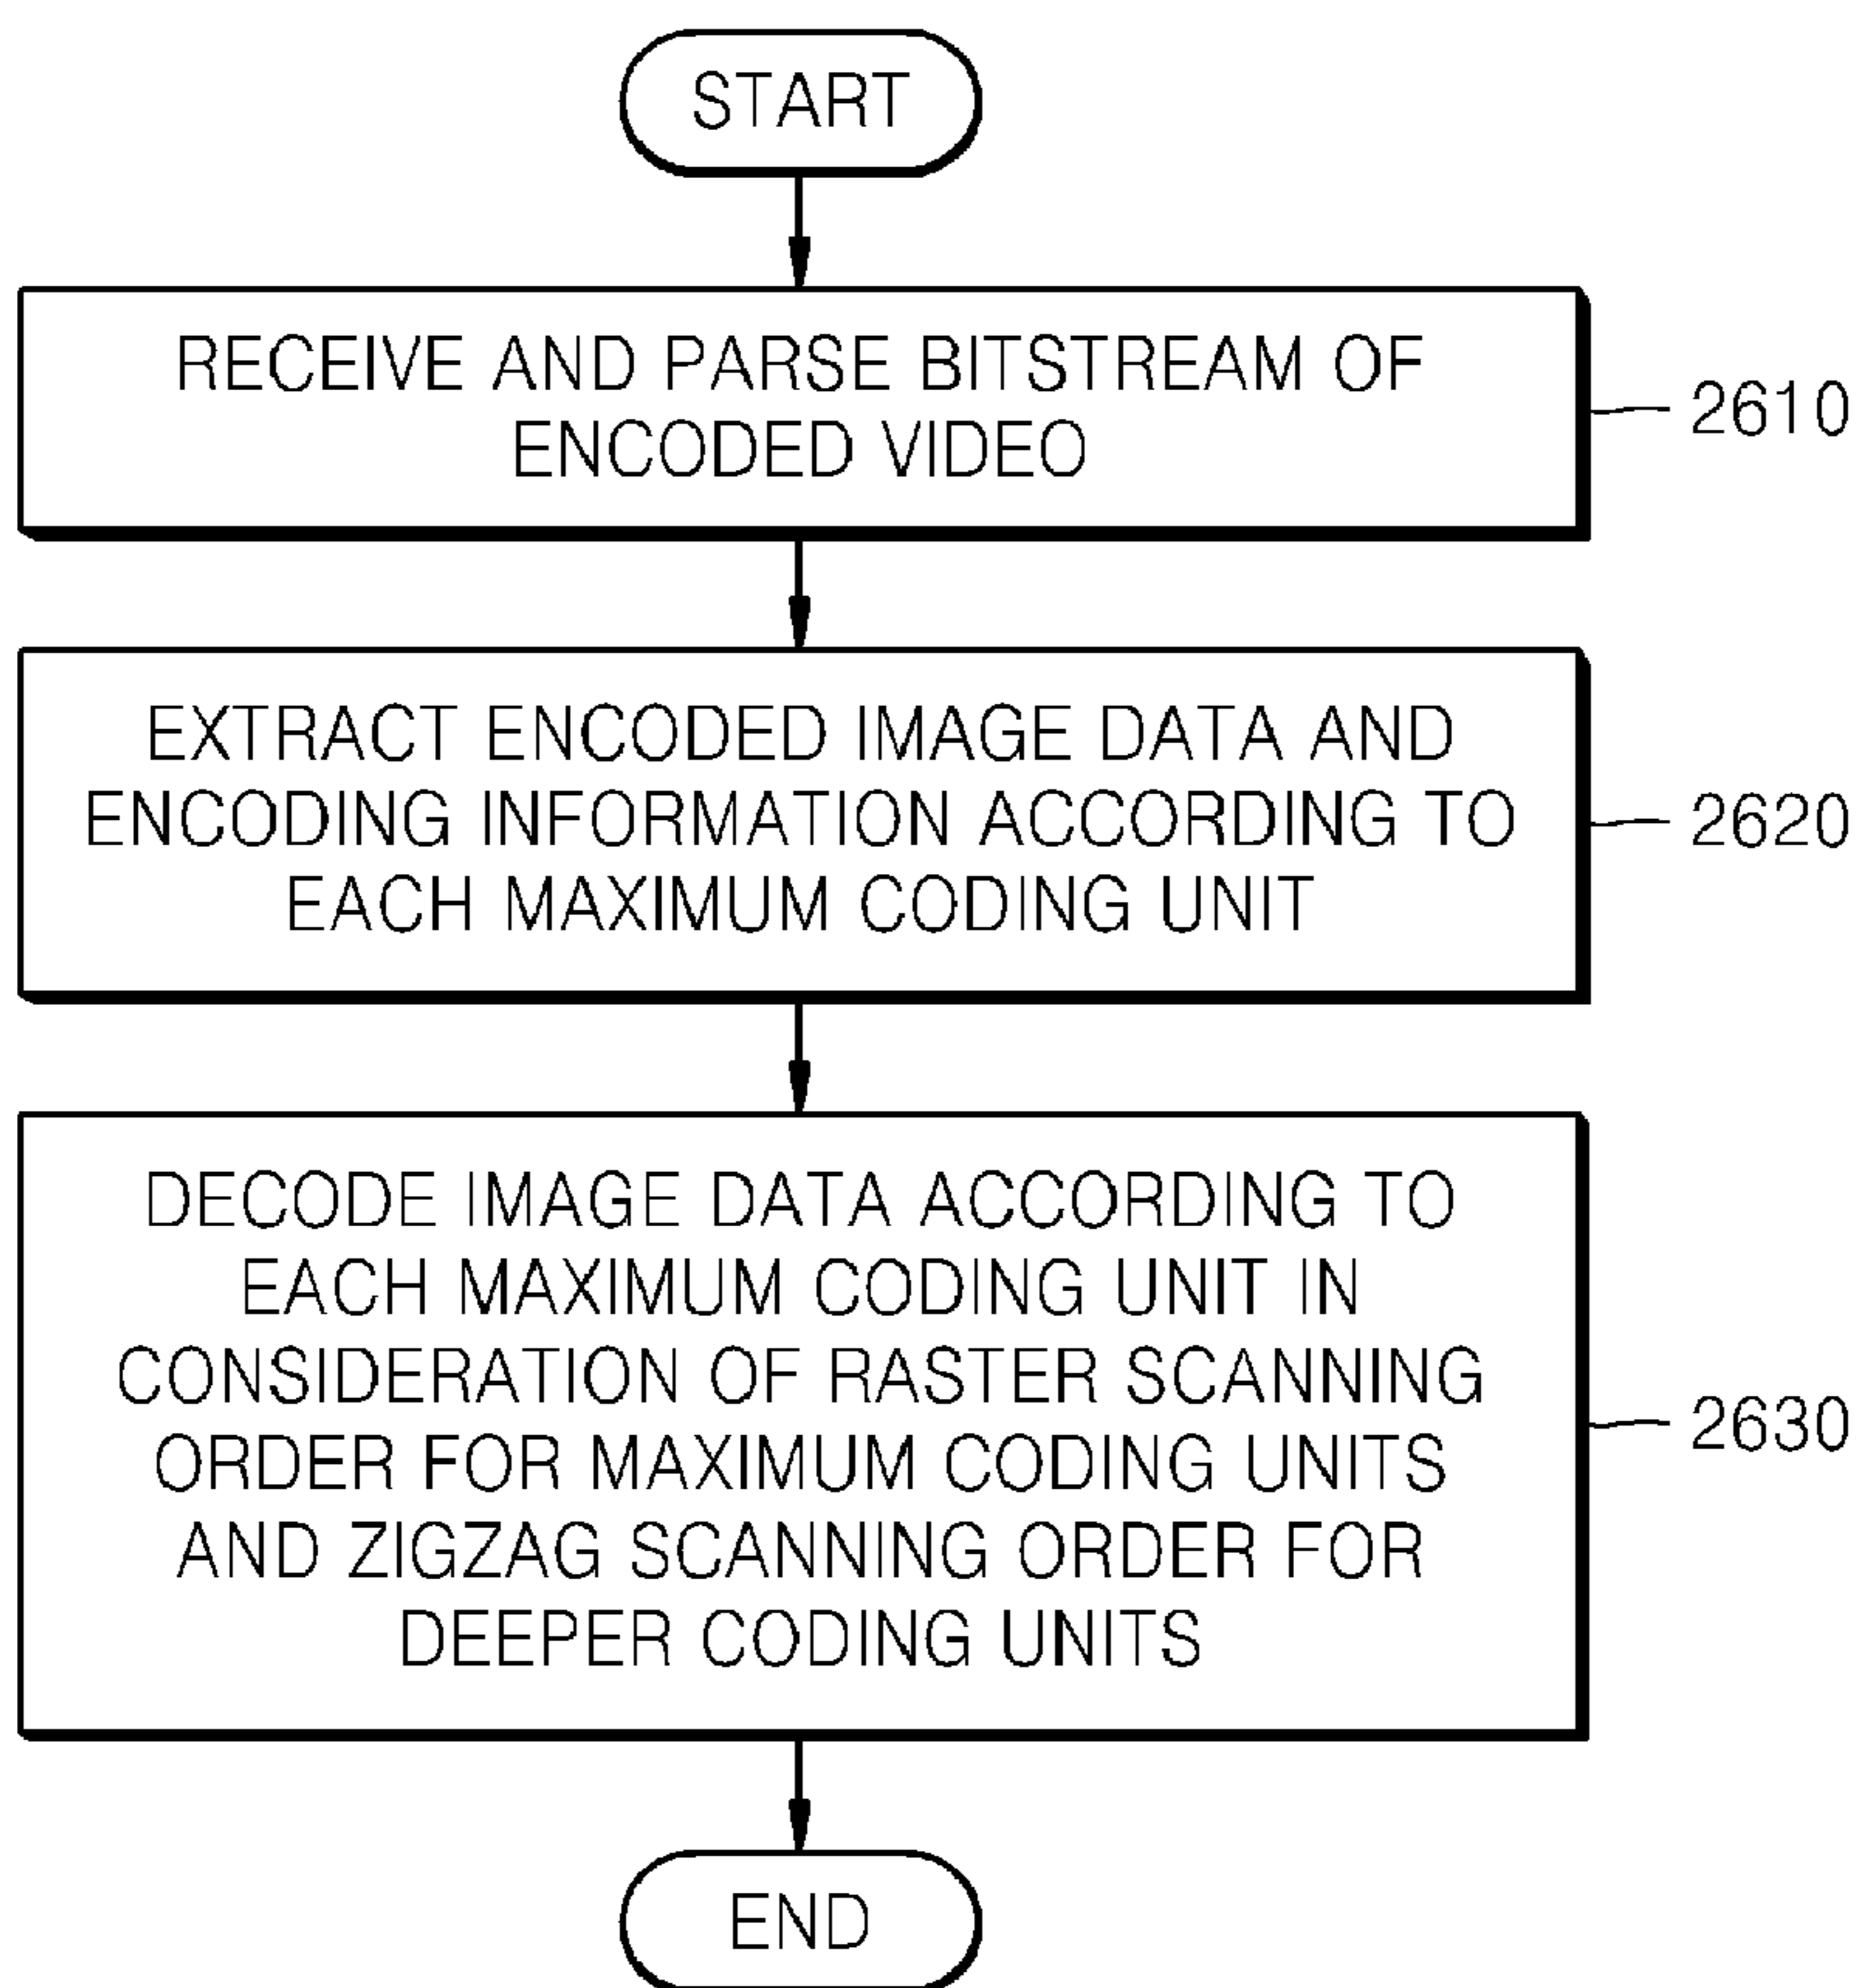 START
RECEIVE AND PARSE BITSTREAM OF
ENCODED VIDEO
2610
EXTRACT ENCODED IMAGE DATA AND
ENCODING INFORMATION ACCORDING TO
EACH MAXIMUM CODING UNIT
2620
DECODE IMAGE DATA ACCORDING TO
EACH MAXIMUM CODING UNIT IN
CONSIDERATION OF RASTER SCANNING
ORDER FOR MAXIMUM CODING UNITS
AND ZIGZAG SCANNING ORDER FOR
DEEPER CODING UNITS
2630
END